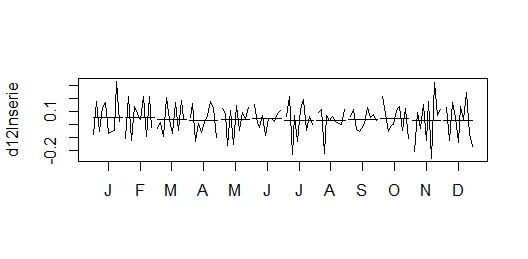 d12lnserie
0.1
-0.2
J F M A M J J A S O N D